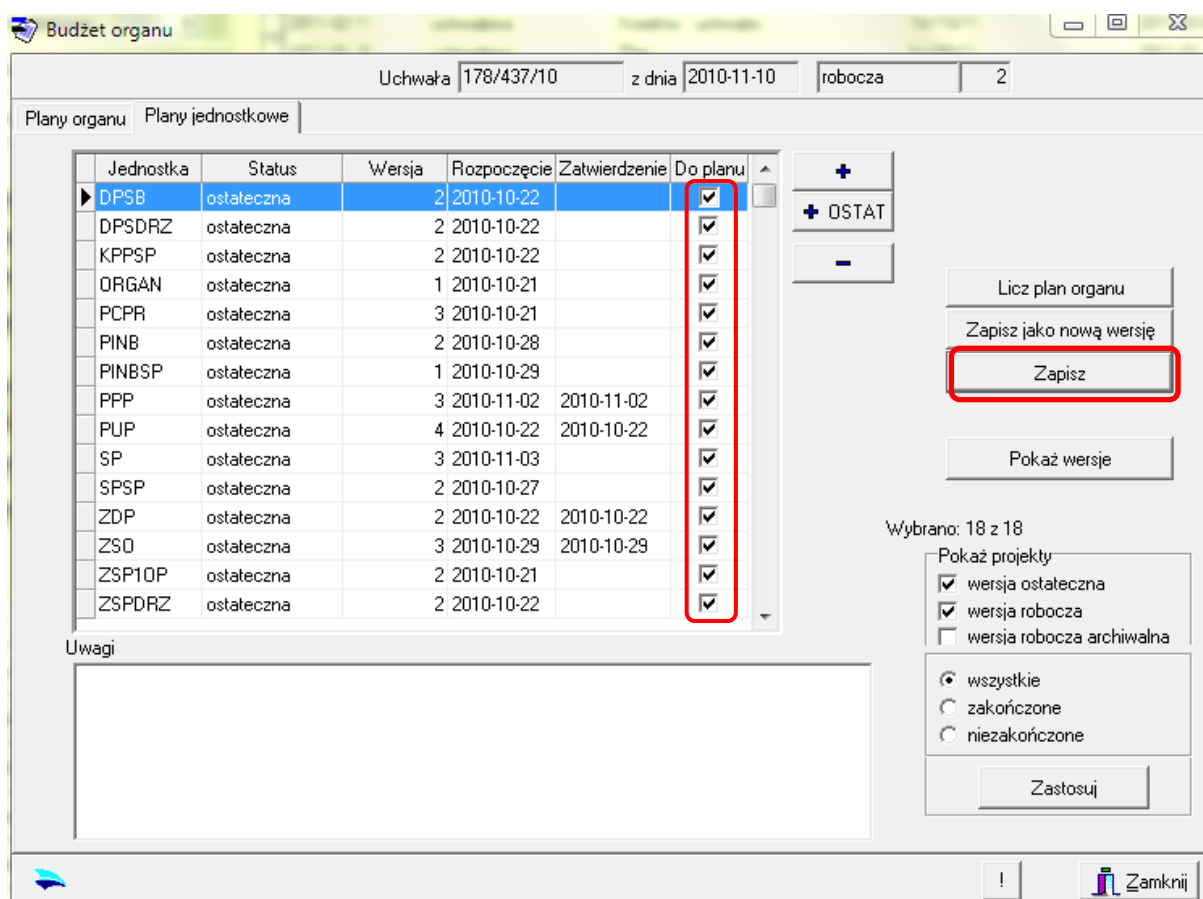 Budżet organu
Uchwała 178/437/10 z dnia 2010-11-10 robocza 2
Plany organu Plany jednostkowe
Jednostka Status Wersja Rozpoczęcie Zatwierdzenie Do planu
DPSB ostateczna 2 2010-10-22
DPSDRZ ostateczna 2 2010-10-22
KPPSP ostateczna 2 2010-10-22
ORGAN ostateczna 1 2010-10-21
PCPR ostateczna 3 2010-10-21
PINB ostateczna 2 2010-10-28
PINBSP ostateczna 1 2010-10-29
PPP ostateczna 3 2010-11-02 2010-11-02
PUP ostateczna 4 2010-10-22 2010-10-22
SP ostateczna 3 2010-11-03
SPSP ostateczna 2 2010-10-27
ZDP ostateczna 2 2010-10-22 2010-10-22
ZSO ostateczna 3 2010-10-29 2010-10-29
ZSP1OP ostateczna 2 2010-10-21
ZSPDRZ ostateczna 2 2010-10-22
+
+ OSTAT
-
Licz plan organu
Zapisz jako nową wersję
Zapisz
Pokaż wersje
Wybrano: 18 z 18
Pokaż projekty
wersja ostateczna
wersja robocza
wersja robocza archiwalna
wszystkie
zakończone
niezakończone
Zastosuj
Uwagi
! Zamknij